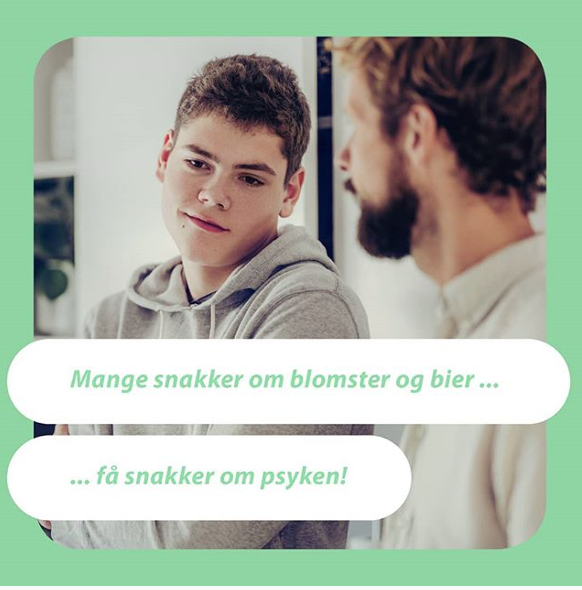 Mange snakker om blomster og bier ...
... få snakker om psyken!